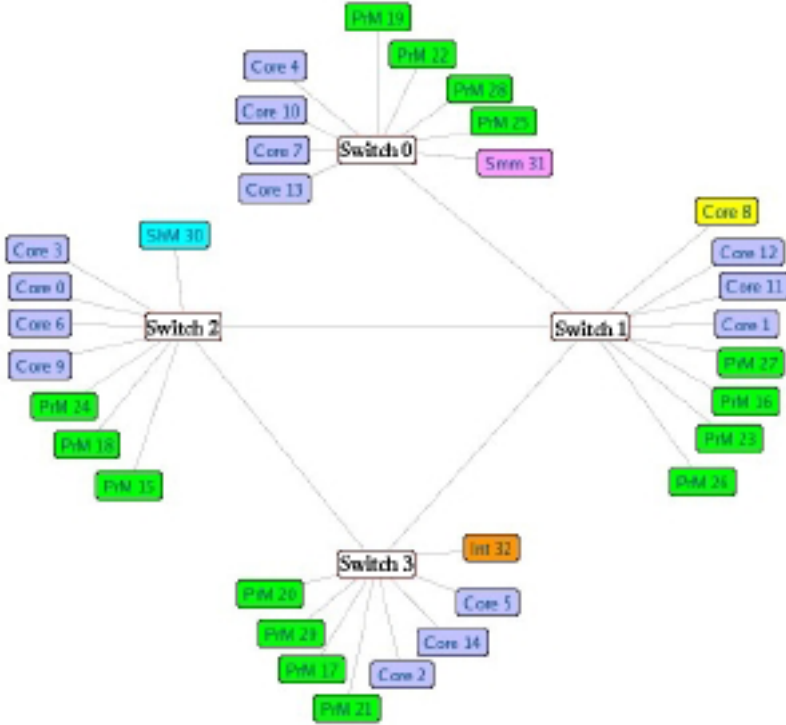 PrM 19
PrM 22
Core 4
PrM 28
Core 10
PrM 25
Switch 0
Core 7
Smm 31
Core 13
Core 8
ShM 30
Core 3
Core 12
Core 0
Core 11
Core 6
Switch 2
Switch 1
Core 1
Core 9
PrM 27
PrM 24
PrM 16
PrM 18
PrM 23
PrM 15
PrM 26
Int 32
Switch 3
PrM 20
Core 5
PrM 29
Core 14
PrM 17
Core 2
PrM 21